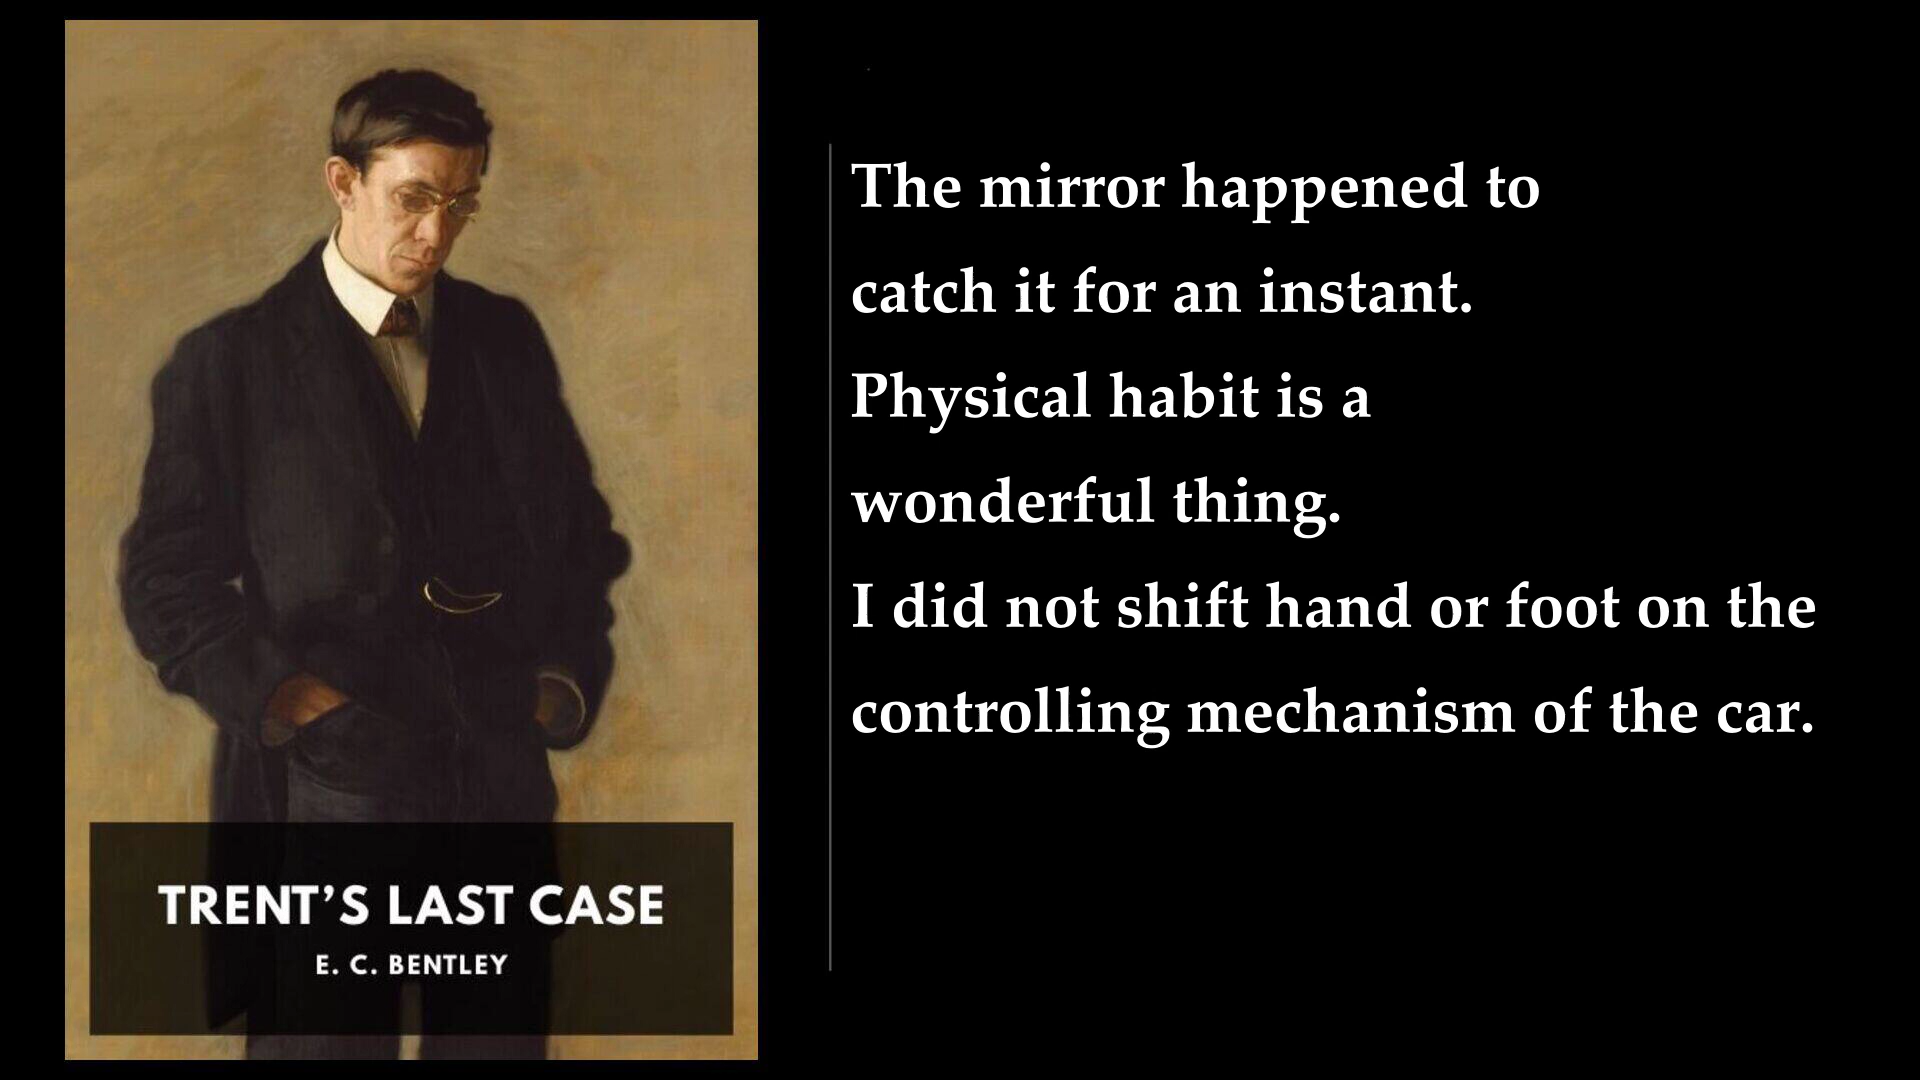 The mirror happened to
catch it for an instant.
Physical habit is a
wonderful thing.
I did not shift hand or foot on the
controlling mechanism of the car.
TRENT’S LAST CASE
E. C. BENTLEY